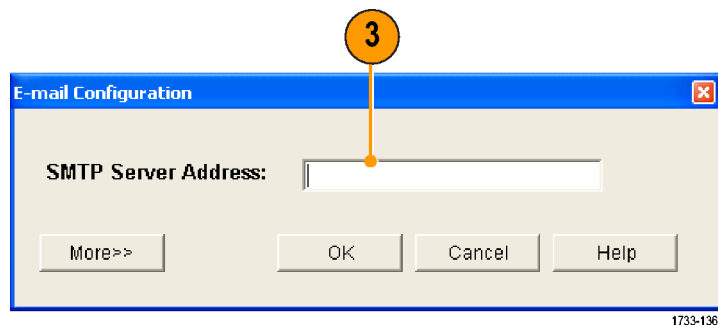 3
E-mail Configuration
SMTP Server Address:
More>>
OK
Cancel
Help
1733-136